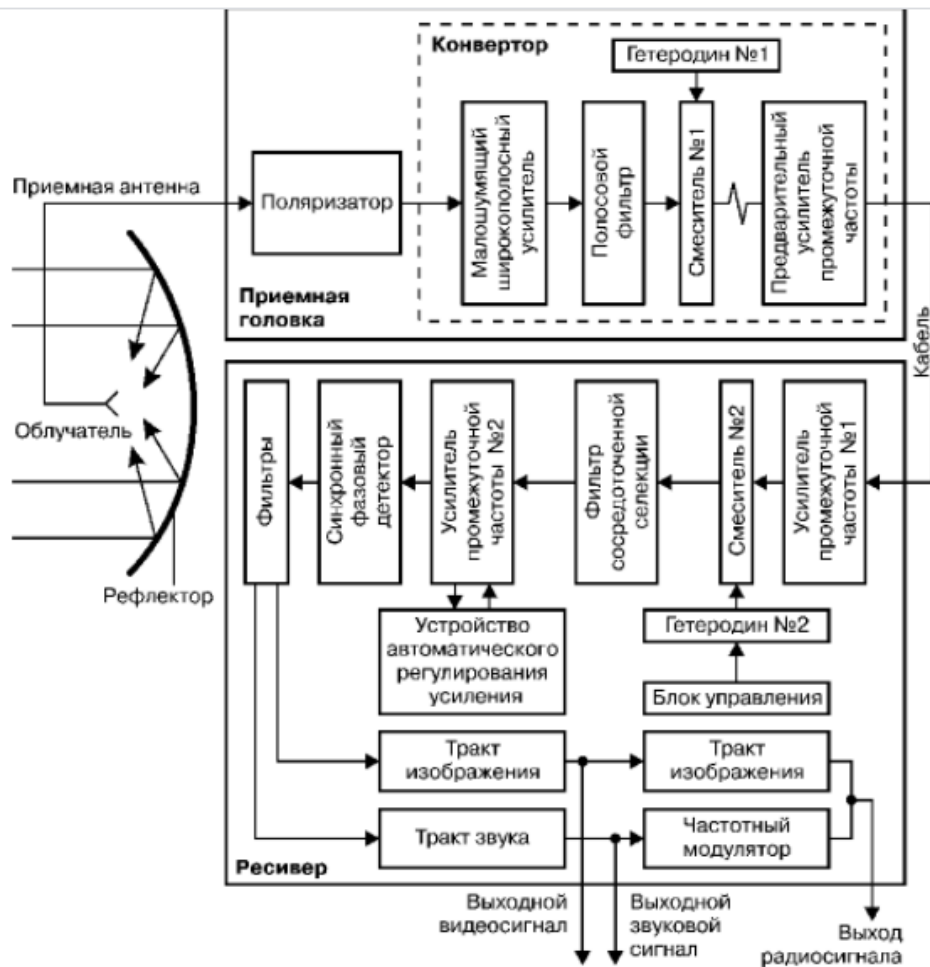 Конвертор
Гетеродин №1
Приемная антенна
Поляризатор
Малошумящий
широкополосный
усилитель
Полосовой
фильтр
Смеситель №1
Предварительный
усилитель
промежуточной
частоты
Приемная
головка
Кабель
Облучатель
Рефлектор
Фильтры
Синхронный
фазовый
детектор
Усилитель
промежуточной
частоты №2
Фильтр
сосредоточенной
селекции
Смеситель №2
Усилитель
промежуточной
частоты №1
Устройство
автоматического
регулирования
усиления
Гетеродин №2
Блок управления
Тракт
изображения
Тракт
изображения
Тракт звука
Частотный
модулятор
Ресивер
Выходной
видеосигнал
Выходной
звуковой
сигнал
Выход
радиосигнала